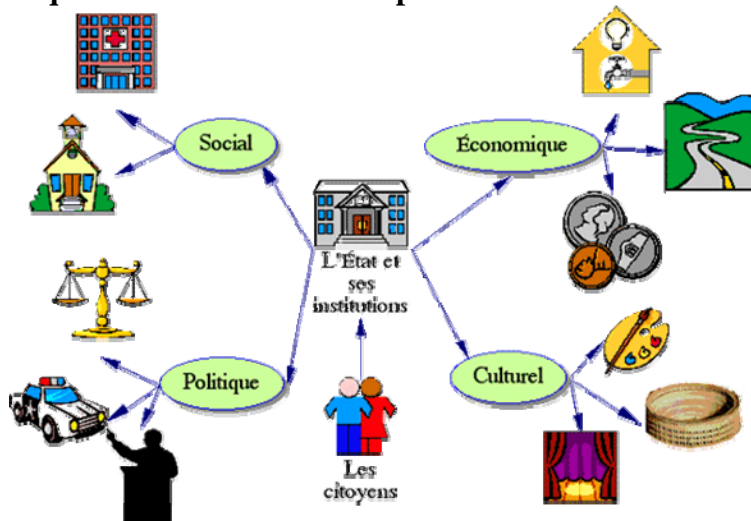 Social
Économique
L'État et
ses
institutions
Politique
Culturel
Les
citoyens